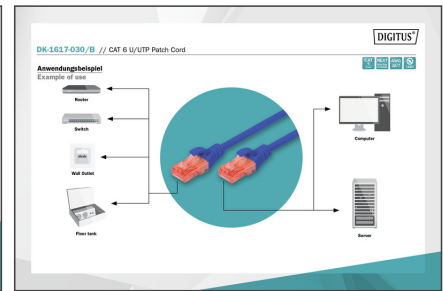 DIGITUS®
DK-1617-030/B // CAT 6 U/UTP Patch Cord
Anwendungsbeispiel
Example of use
Router
Switch
Wall Outlet
Floor tank
Computer
Server